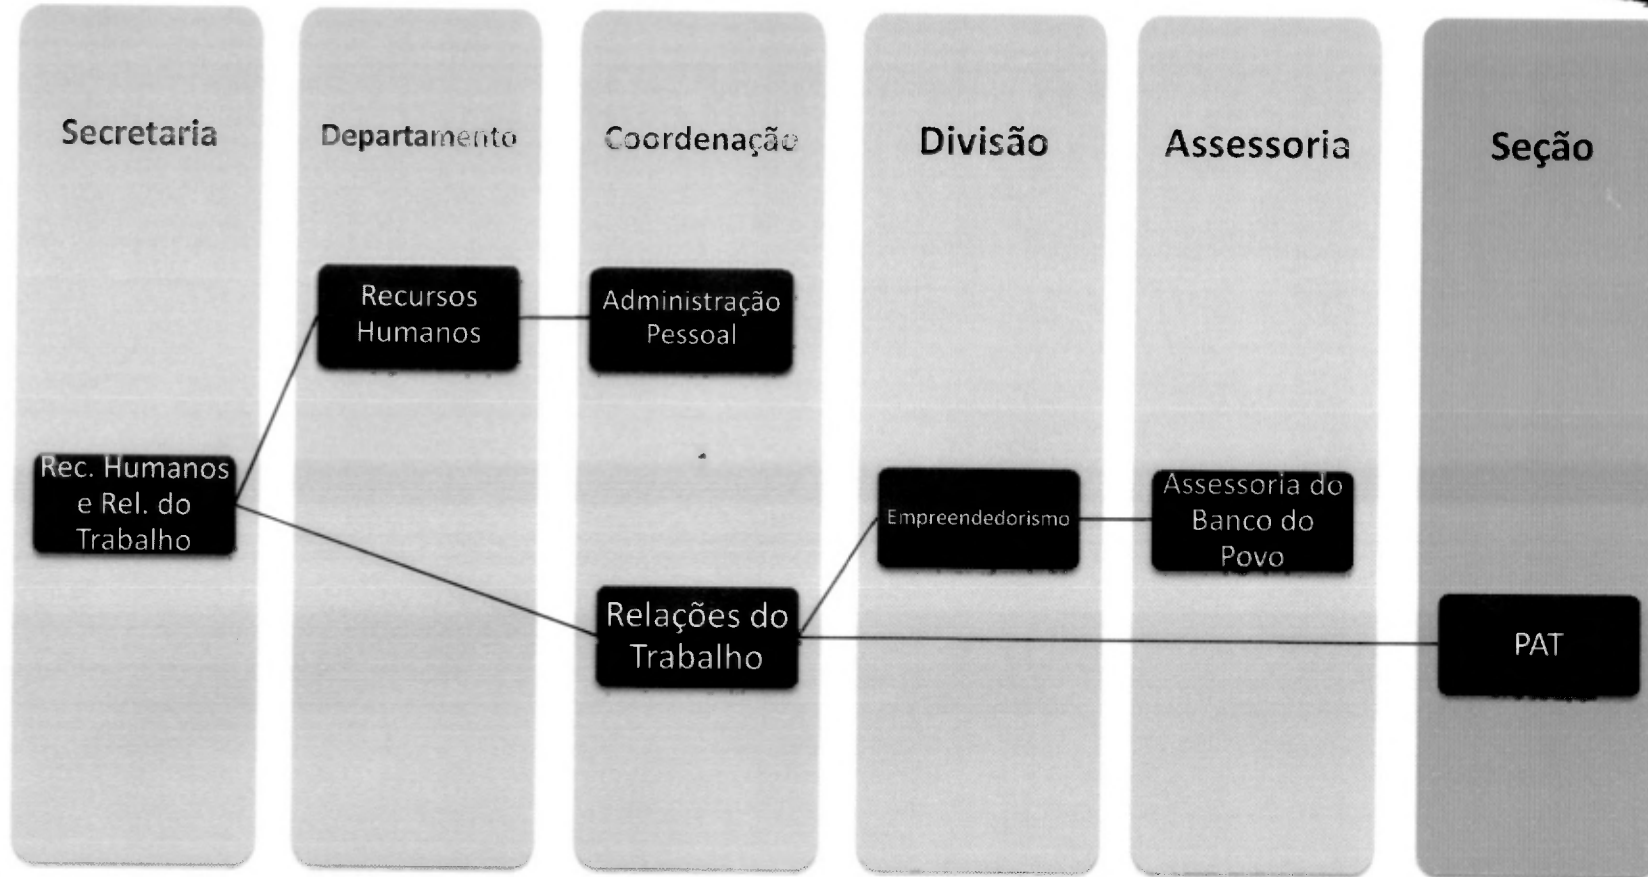 Secretaria
Departamento
Coordenação
Divisão
Assessoria
Seção
Recursos
Humanos
Administração
Pessoal
Rec. Humanos
e Rel. do
Trabalho
Empreendedorismo
Assessoria do
Banco do
Povo
Relações do
Trabalho
PAT